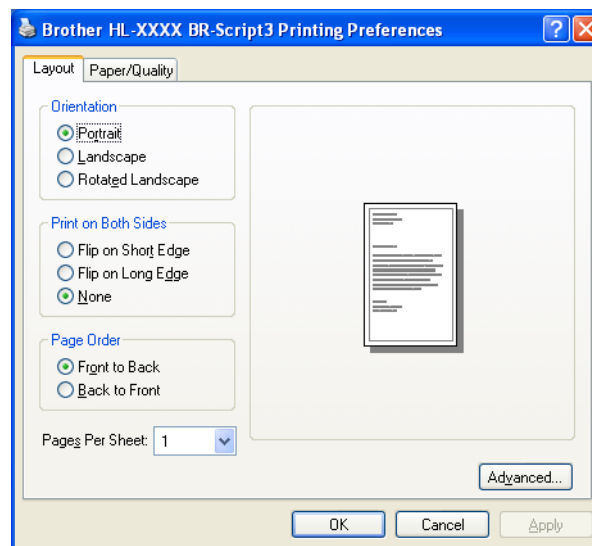 Brother HL-XXXX BR-Script3 Printing Preferences
Layout Paper/Quality
Orientation
Portrait
Landscape
Rotated Landscape
Print on Both Sides
Flip on Short Edge
Flip on Long Edge
None
Page Order
Front to Back
Back to Front
Pages Per Sheet: 1
Advanced...
OK Cancel Apply